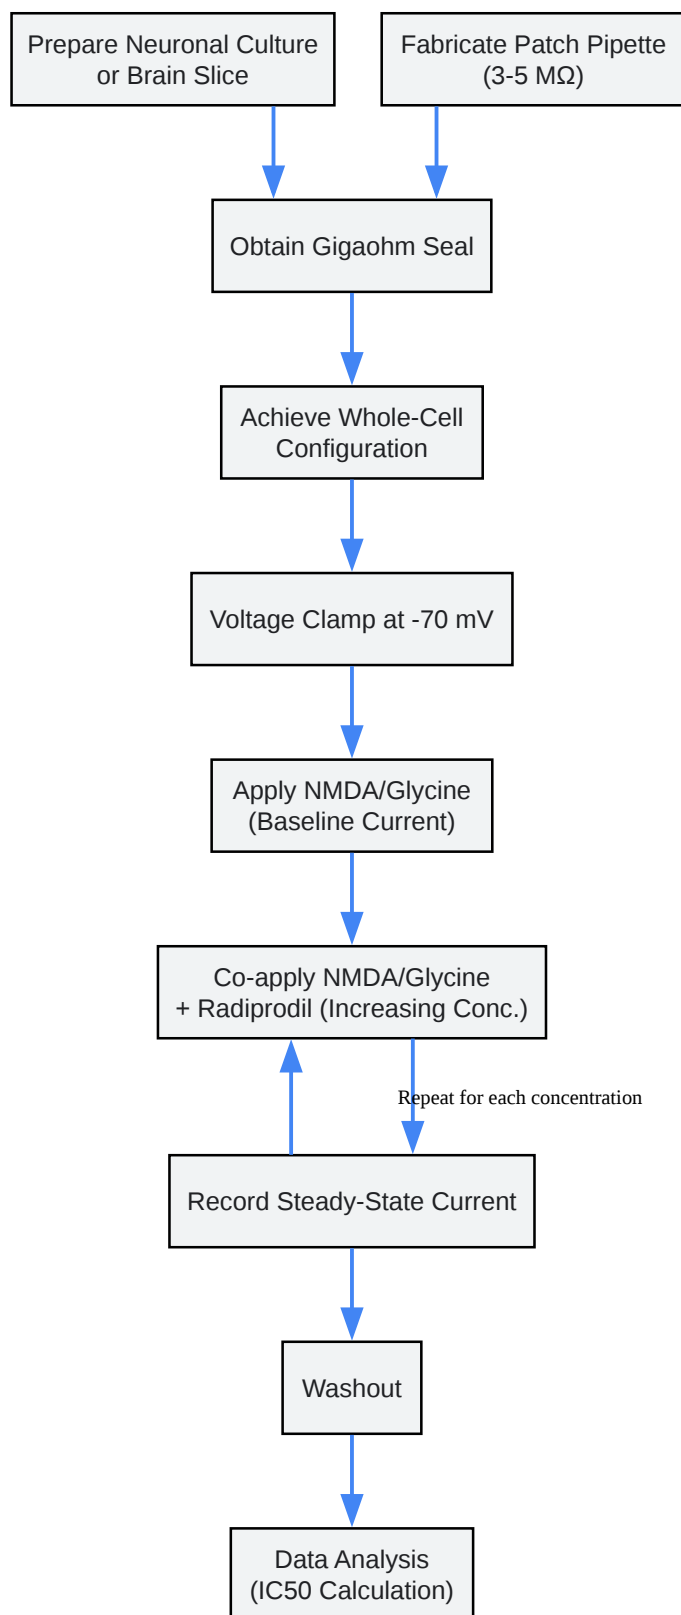 Prepare Neuronal Culture
or Brain Slice
Fabricate Patch Pipette
(3-5 MΩ)
Obtain Gigaohm Seal
Achieve Whole-Cell
Configuration
Voltage Clamp at -70 mV
Apply NMDA/Glycine
(Baseline Current)
Co-apply NMDA/Glycine
+ Radiprodil (Increasing Conc.)
Repeat for each concentration
Record Steady-State Current
Washout
Data Analysis
(IC50 Calculation)